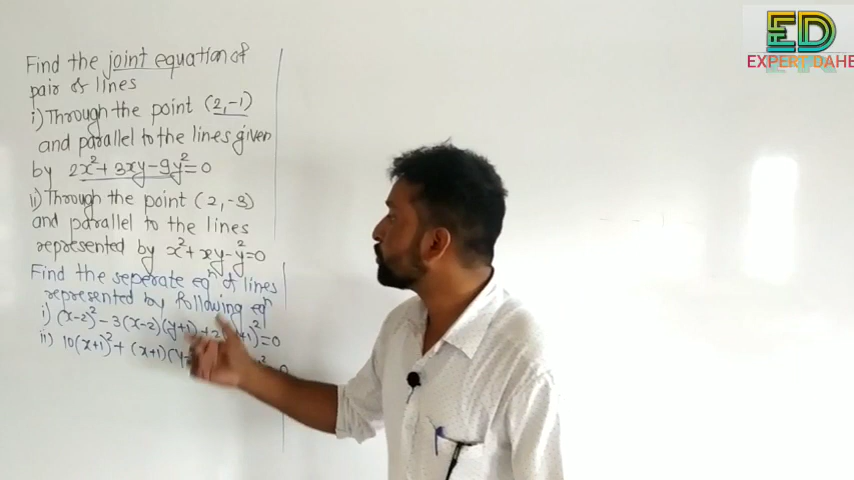 Find the joint equation of
pair of lines
i) Through the point (2,-1)
and parallel to the lines given
by 2x²+3xy-9y²=0
ii) Through the point (2,-3)
and parallel to the lines
represented by x²+xy-y²=0
Find the seperate eqⁿ of lines
represented by following eqⁿ
i) (x-2)²-3(x-2)(y+1)+2 +1)²=0
ii) 10(x+1)²+(x+1)(y- ² 0
ED
EXPERT DAHE